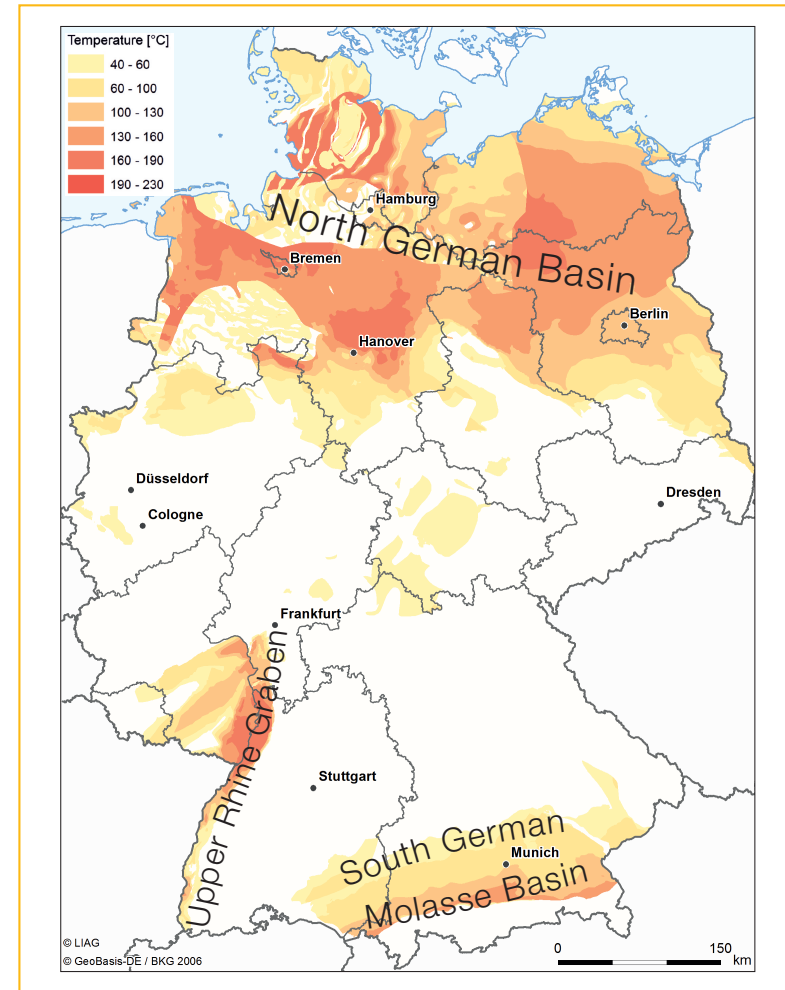 Temperature [°C]
40 - 60
60 - 100
100 - 130
130 - 160
160 - 190
190 - 230
Hamburg
North German Basin
Bremen
Berlin
Hanover
Düsseldorf
Dresden
Cologne
Frankfurt
Upper Rhine Graben
Stuttgart
South German
Munich
Molasse Basin
© LIAG
© GeoBasis-DE / BKG 2006
0 150
km